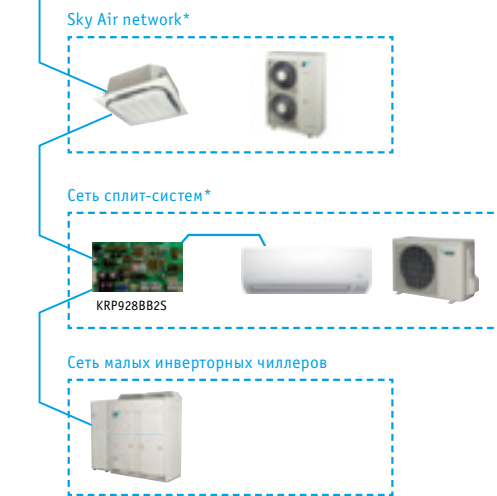 Sky Air network*
Сеть сплит-систем*
KRP928BB2S
Сеть малых инверторных чиллеров